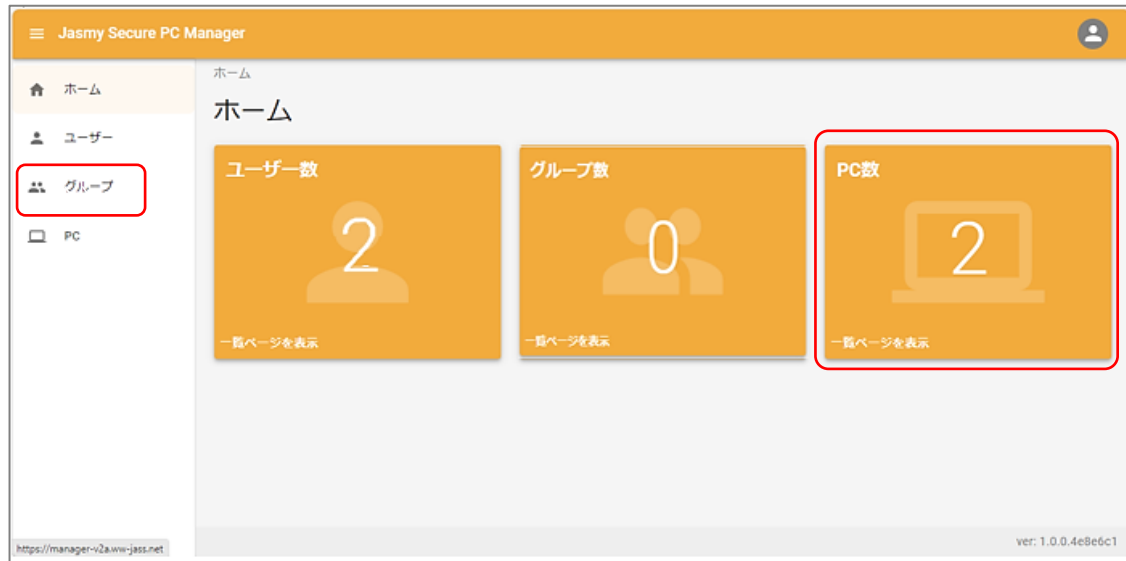 Jasmy Secure PC Manager
ホーム
ユーザー
グループ
PC
ホーム
ホーム
ユーザー数
2
一覧ページを表示
グループ数
0
一覧ページを表示
PC数
2
一覧ページを表示
https://manager-v2a.ww-jass.net
ver: 1.0.0.4e8e6c1